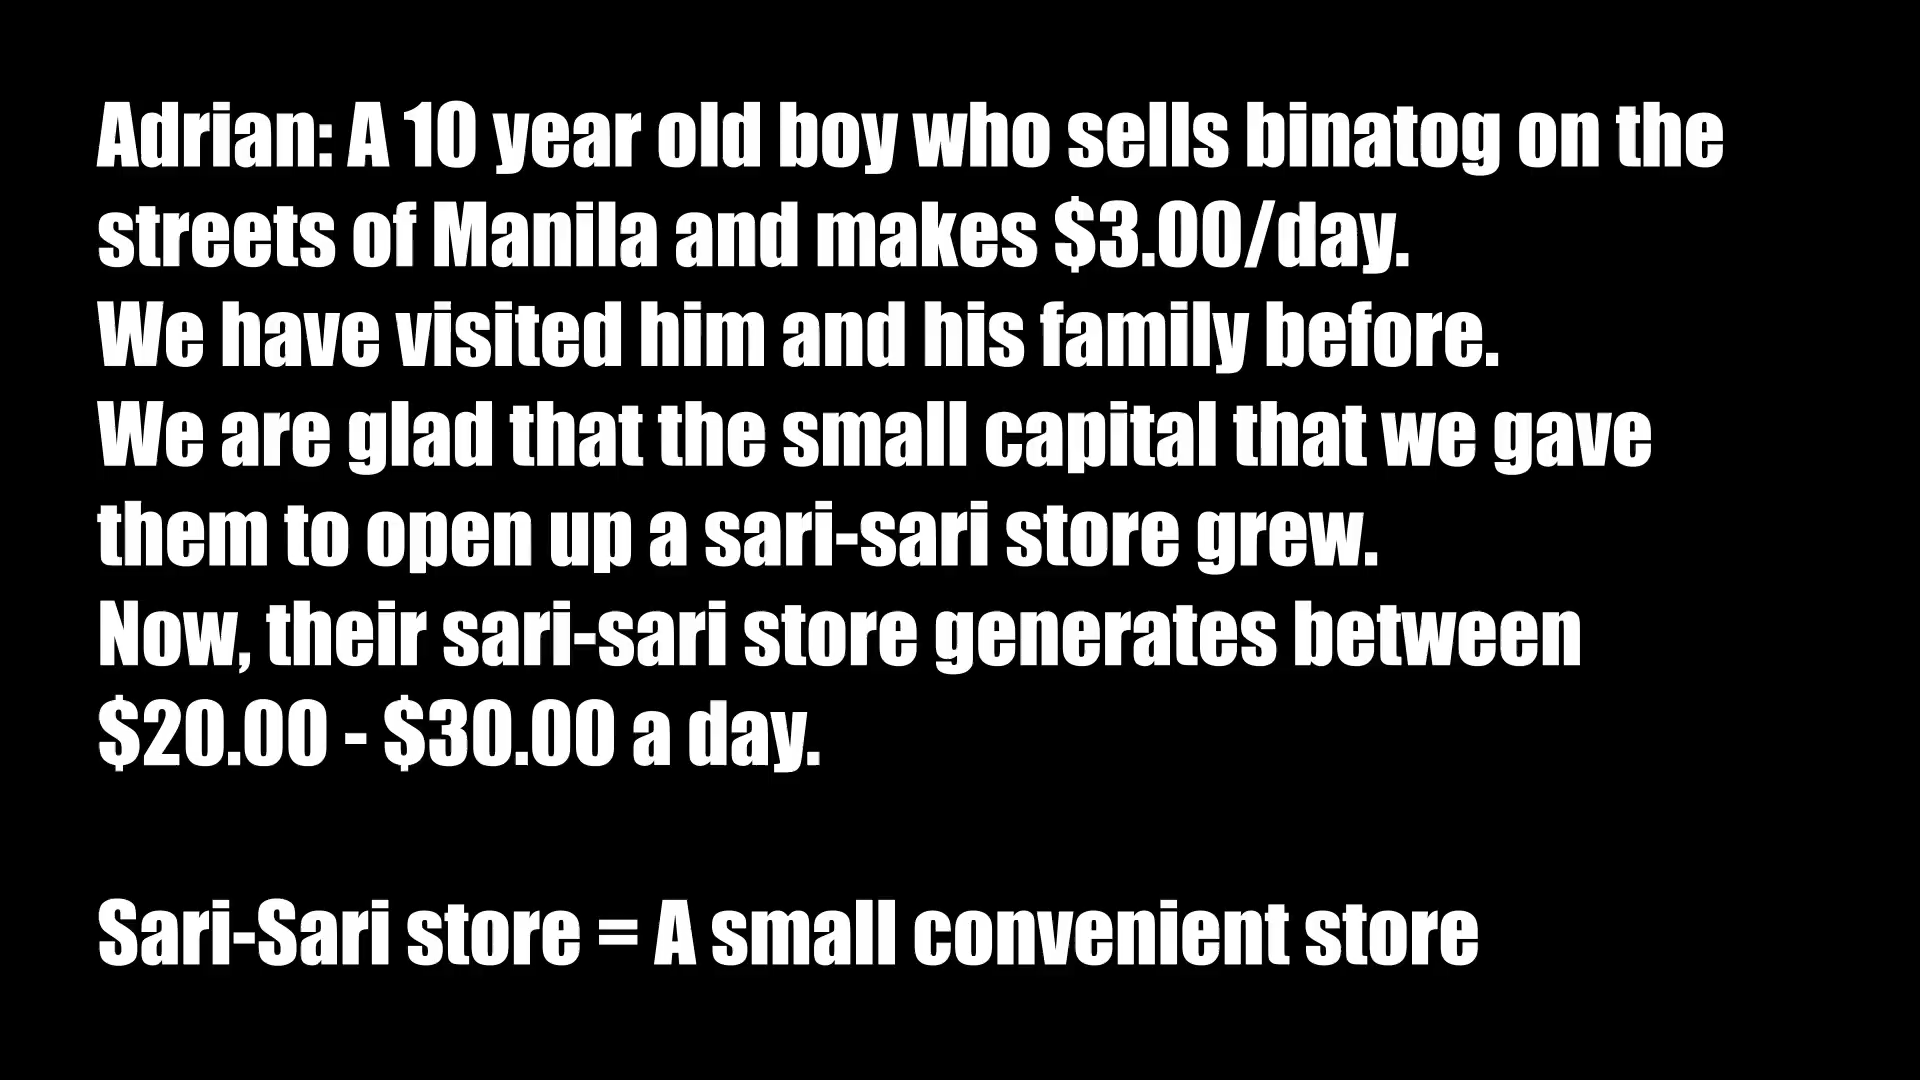 Adrian: A 10 year old boy who sells binatog on the
streets of Manila and makes $3.00/day.
We have visited him and his family before.
We are glad that the small capital that we gave
them to open up a sari-sari store grew.
Now, their sari-sari store generates between
$20.00 - $30.00 a day.
Sari-Sari store = A small convenient store